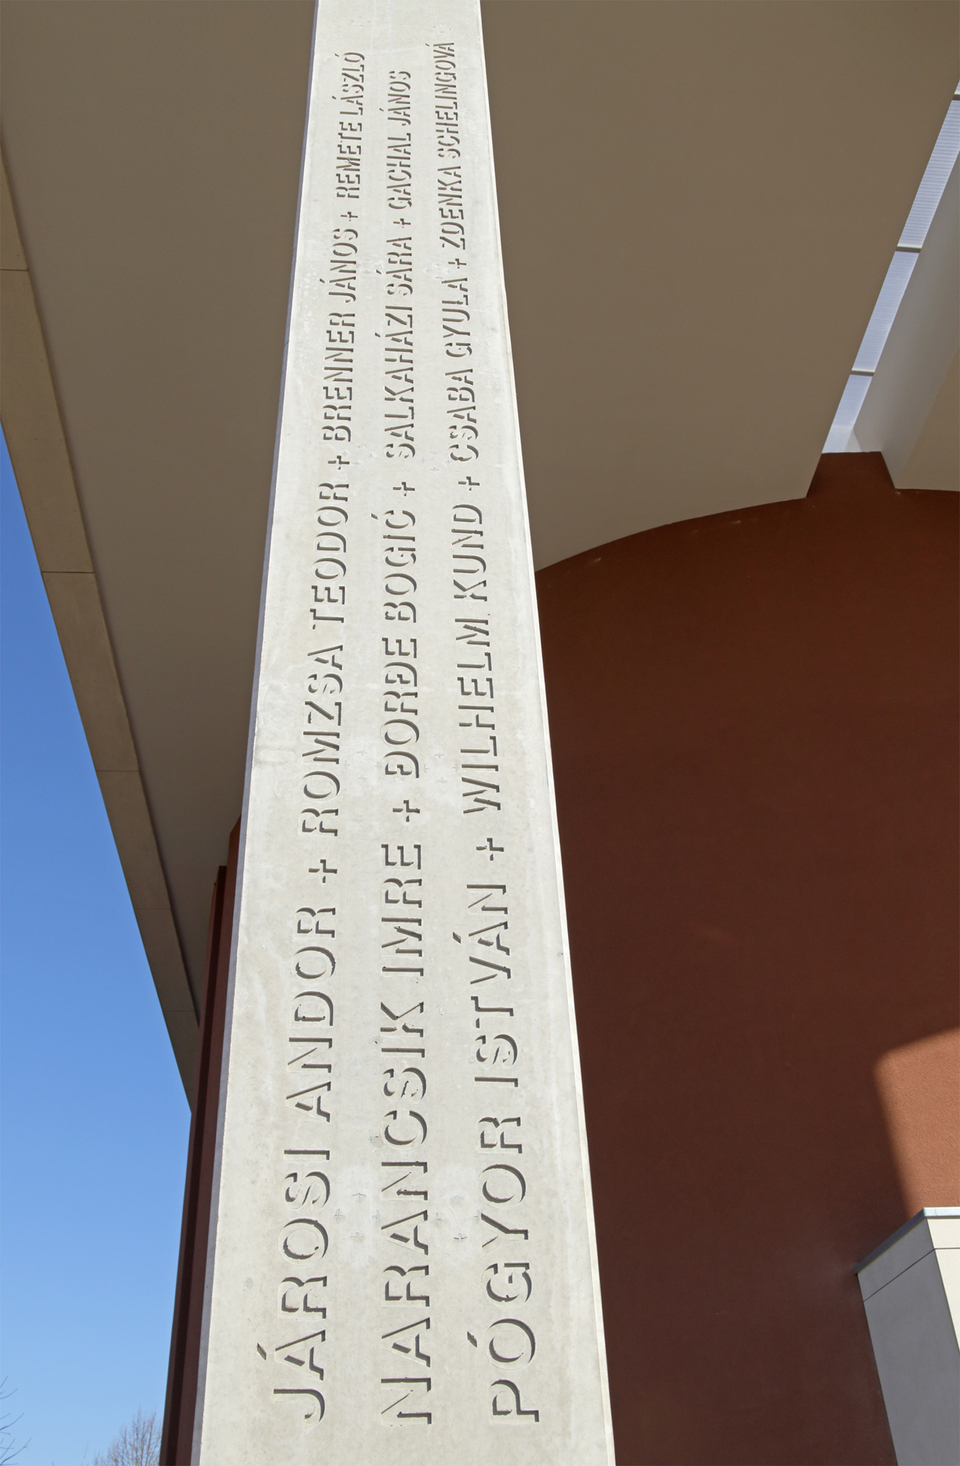 JÁROSI ANDOR + ROMZSA TEODOR + BRENNER JÁNOS + REMETE LÁSZLÓ
NARANCSIK IMRE + ĐORĐE BOGIĆ + SALKAHÁZI SÁRA + GACHAL JÁNOS
PÓGYOR ISTVÁN + WILHELM KUND + CSABA GYULA + ZDENKA SCHELINGOVÁ